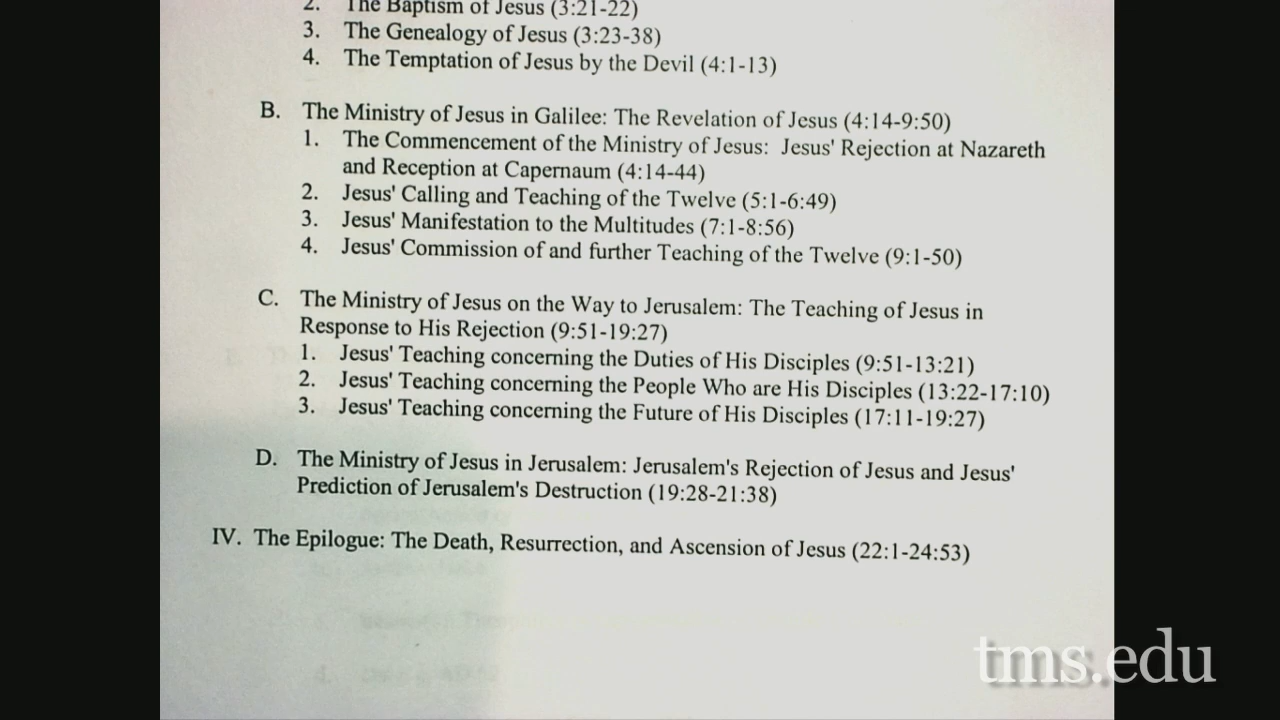 2. The Baptism of Jesus (3:21-22)
3. The Genealogy of Jesus (3:23-38)
4. The Temptation of Jesus by the Devil (4:1-13)
B. The Ministry of Jesus in Galilee: The Revelation of Jesus (4:14-9:50)
1. The Commencement of the Ministry of Jesus: Jesus' Rejection at Nazareth
and Reception at Capernaum (4:14-44)
2. Jesus' Calling and Teaching of the Twelve (5:1-6:49)
3. Jesus' Manifestation to the Multitudes (7:1-8:56)
4. Jesus' Commission of and further Teaching of the Twelve (9:1-50)
C. The Ministry of Jesus on the Way to Jerusalem: The Teaching of Jesus in
Response to His Rejection (9:51-19:27)
1. Jesus' Teaching concerning the Duties of His Disciples (9:51-13:21)
2. Jesus' Teaching concerning the People Who are His Disciples (13:22-17:10)
3. Jesus' Teaching concerning the Future of His Disciples (17:11-19:27)
D. The Ministry of Jesus in Jerusalem: Jerusalem's Rejection of Jesus and Jesus'
Prediction of Jerusalem's Destruction (19:28-21:38)
IV. The Epilogue: The Death, Resurrection, and Ascension of Jesus (22:1-24:53)
tms.edu